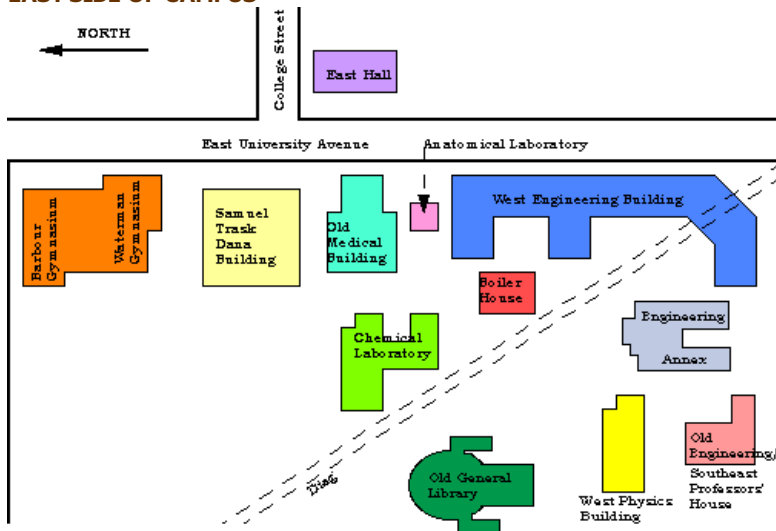 EAST SIDE OF CAMPUS
NORTH
College Street
East Hall
East University Avenue
Anatomical Laboratory
Barbour
Gymnasium
Waterman
Gymnasium
Samuel
Trask
Dana
Building
Old
Medical
Building
West Engineering Building
Boiler
House
Chemical
Laboratory
Engineering
Annex
Diag
Old General
Library
West Physics
Building
Old
Engineering/
Southeast
Professors'
House